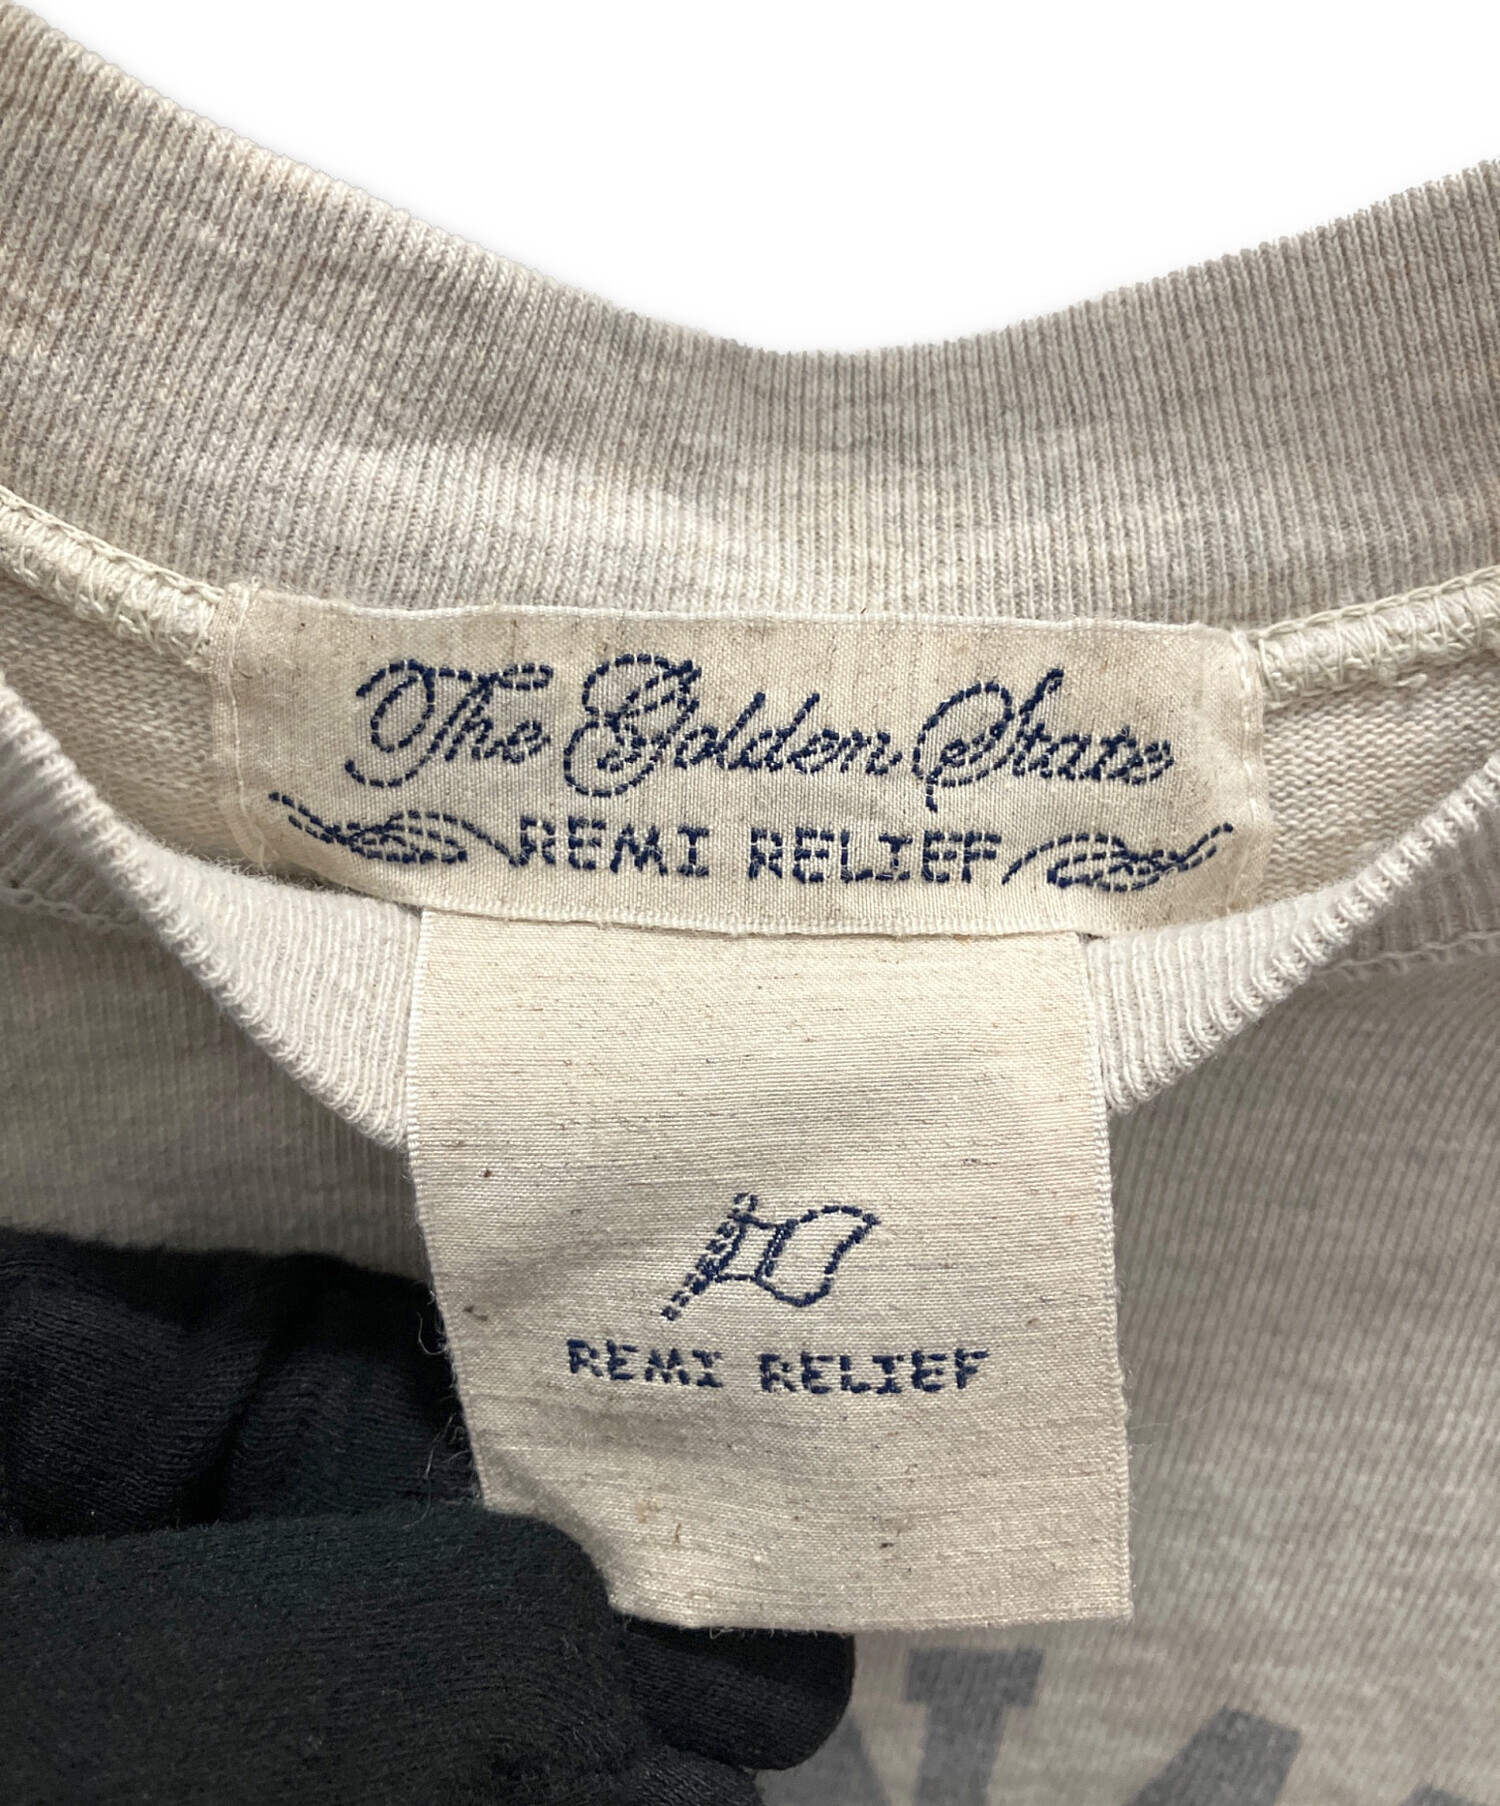 The Golden State
REMI RELIEF
REMI RELIEF